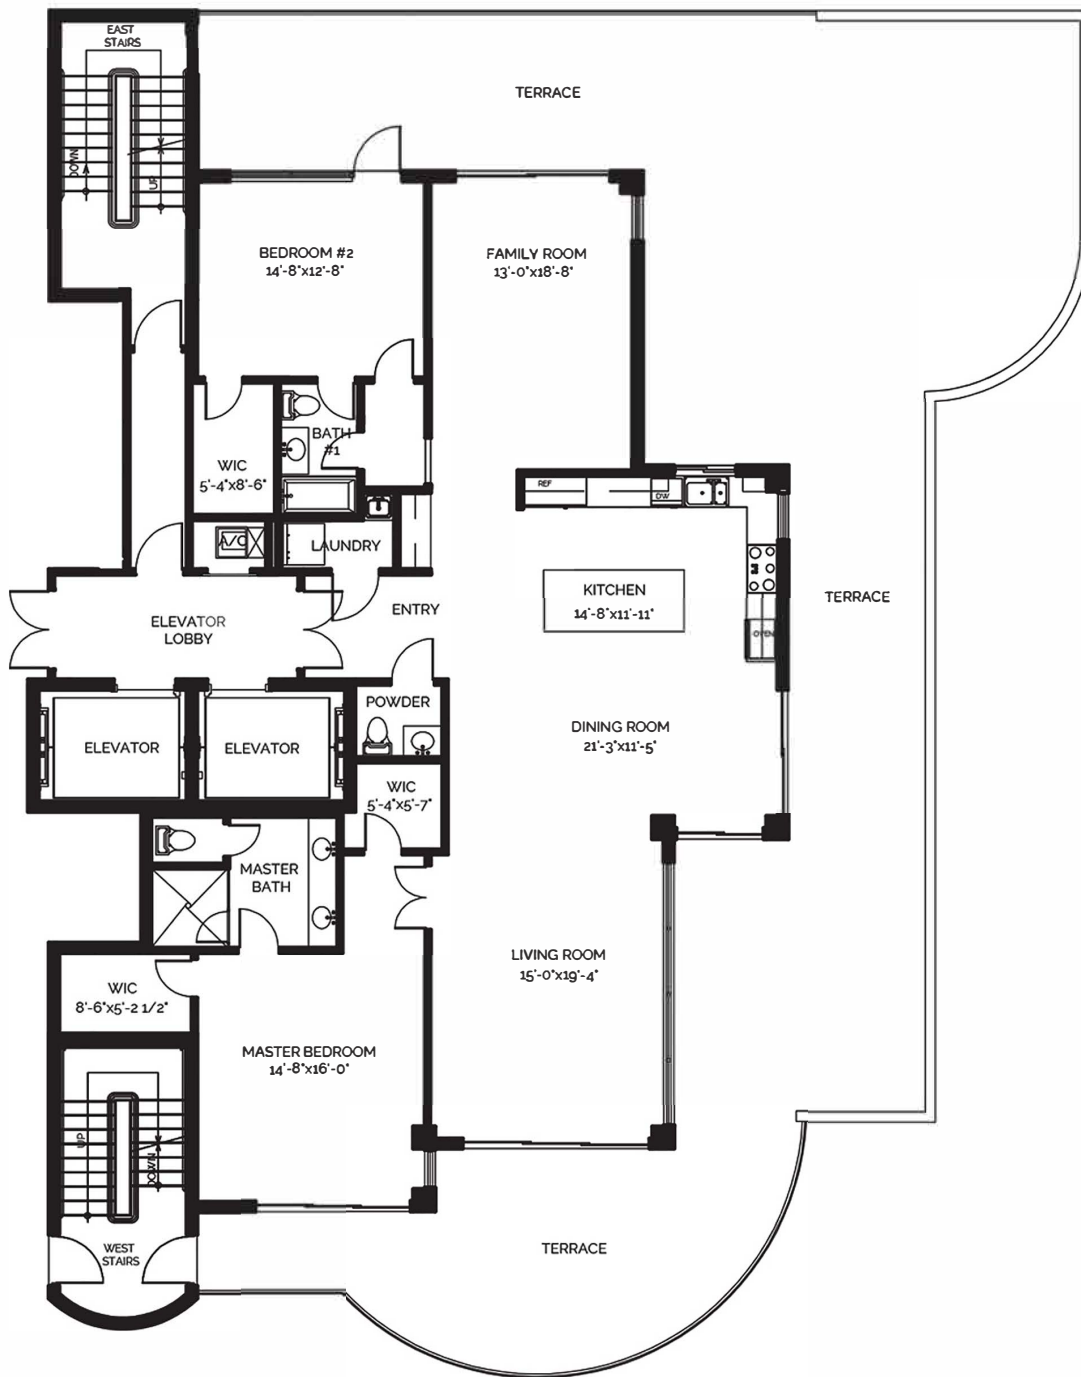 EAST
STAIRS
DOWN
UP
TERRACE
BEDROOM #2
14'-8"x12'-8"
FAMILY ROOM
13'-0"x18'-8"
BATH
#1
WIC
5'-4"x8'-6"
REF
DW
A/C
LAUNDRY
ENTRY
KITCHEN
14'-8"x11'-11"
TERRACE
ELEVATOR
LOBBY
OVEN
POWDER
DINING ROOM
21'-3"x11'-5"
ELEVATOR
ELEVATOR
WIC
5'-4"x5'-7"
MASTER
BATH
LIVING ROOM
15'-0"x19'-4"
WIC
8'-6"x5'-2 1/2"
MASTER BEDROOM
14'-8"x16'-0"
UP
DOWN
WEST
STAIRS
TERRACE